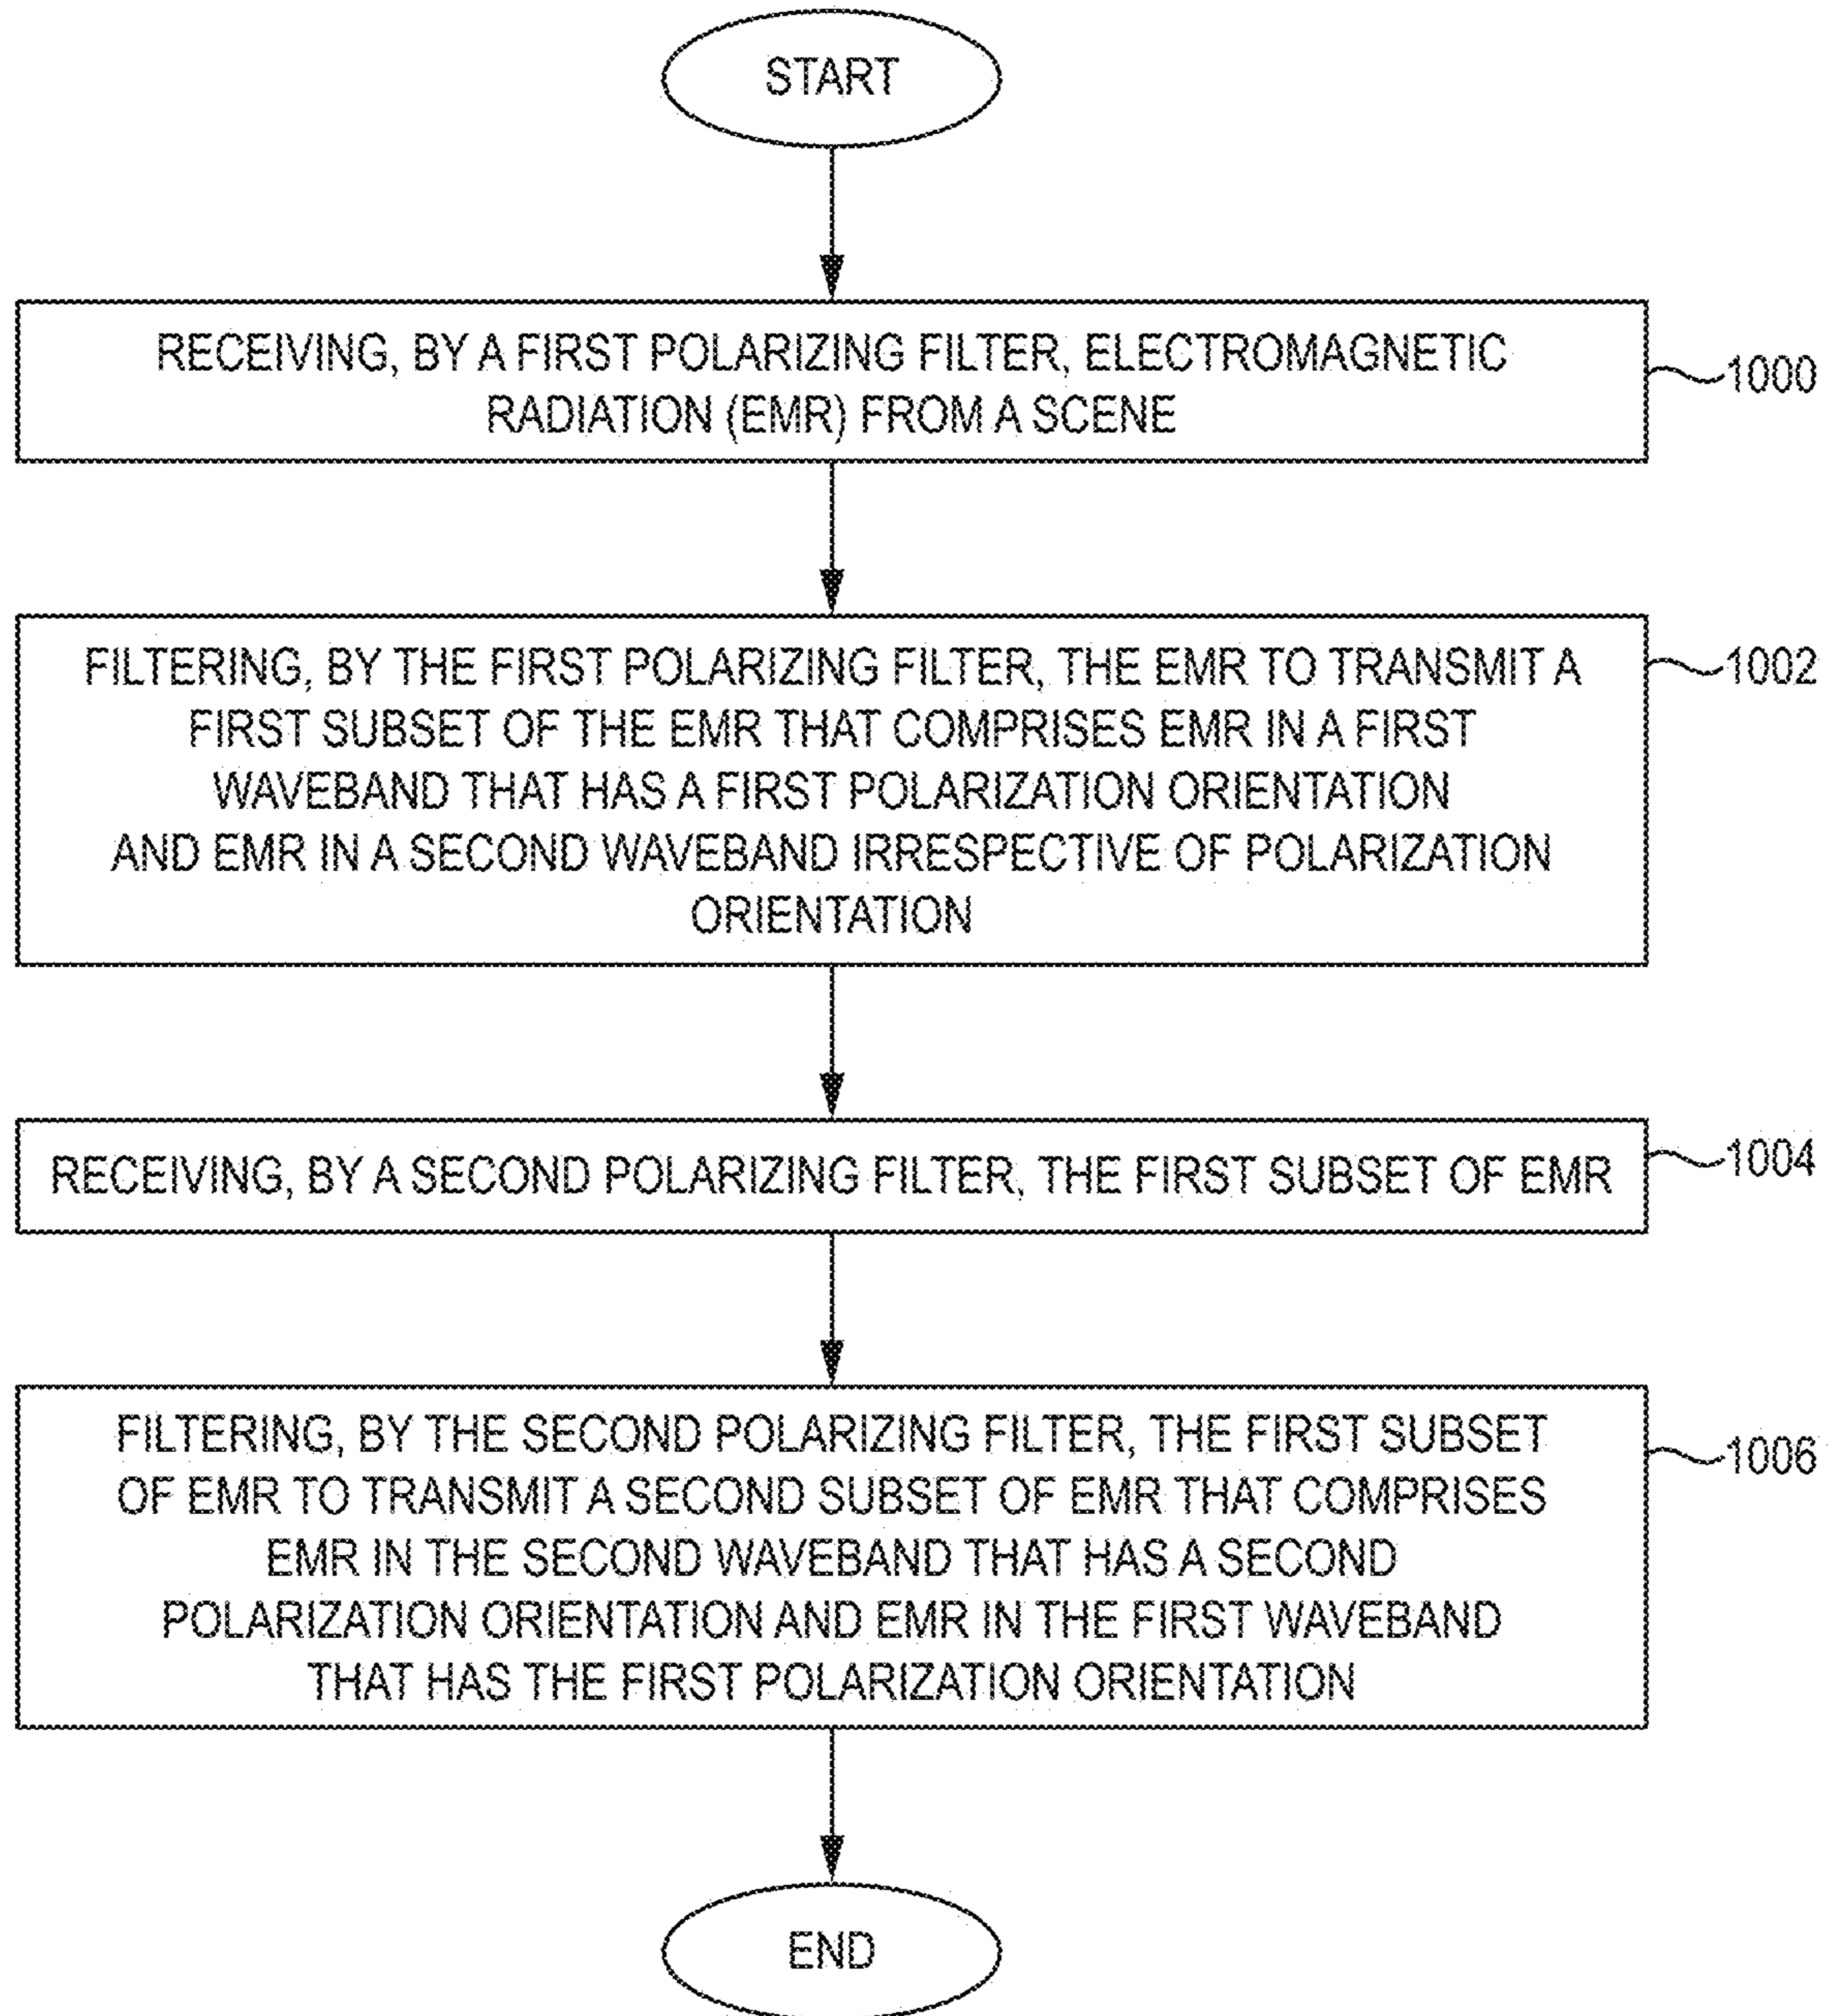 START
RECEIVING, BY A FIRST POLARIZING FILTER, ELECTROMAGNETIC
RADIATION (EMR) FROM A SCENE
1000
FILTERING, BY THE FIRST POLARIZING FILTER, THE EMR TO TRANSMIT A
FIRST SUBSET OF THE EMR THAT COMPRISES EMR IN A FIRST
WAVEBAND THAT HAS A FIRST POLARIZATION ORIENTATION
AND EMR IN A SECOND WAVEBAND IRRESPECTIVE OF POLARIZATION
ORIENTATION
1002
RECEIVING, BY A SECOND POLARIZING FILTER, THE FIRST SUBSET OF EMR
1004
FILTERING, BY THE SECOND POLARIZING FILTER, THE FIRST SUBSET
OF EMR TO TRANSMIT A SECOND SUBSET OF EMR THAT COMPRISES
EMR IN THE SECOND WAVEBAND THAT HAS A SECOND
POLARIZATION ORIENTATION AND EMR IN THE FIRST WAVEBAND
THAT HAS THE FIRST POLARIZATION ORIENTATION
1006
END